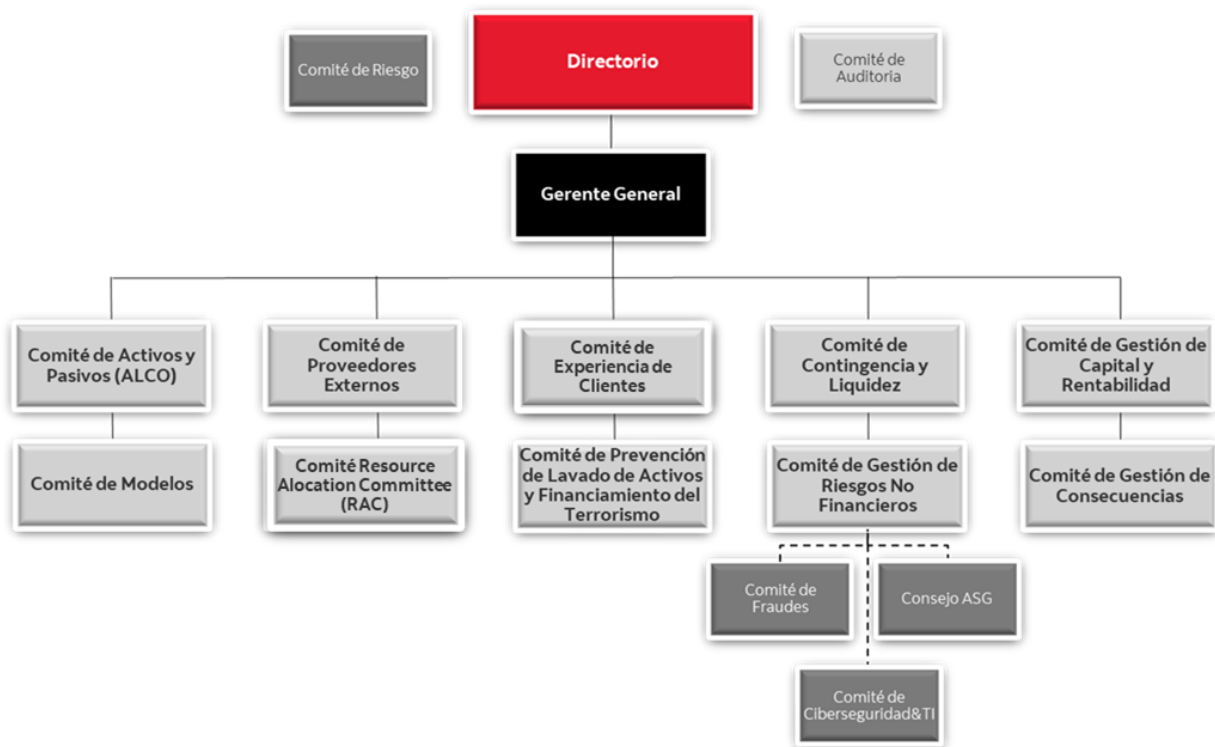 Directorio
Comité de Riesgo
Comité de
Auditoria
Gerente General
Comité de Activos y
Pasivos (ALCO)
Comité de
Proveedores
Externos
Comité de
Experiencia de
Clientes
Comité de
Contingencia y
Liquidez
Comité de Gestión de
Capital y
Rentabilidad
Comité de Modelos
Comité Resource
Alocation Committee
(RAC)
Comité de Prevención
de Lavado de Activos
y Financiamiento del
Terrorismo
Comité de Gestión de
Riesgos No
Financieros
Comité de Gestión de
Consecuencias
Comité de
Fraudes
Consejo ASG
Comité de
Ciberseguridad&TI